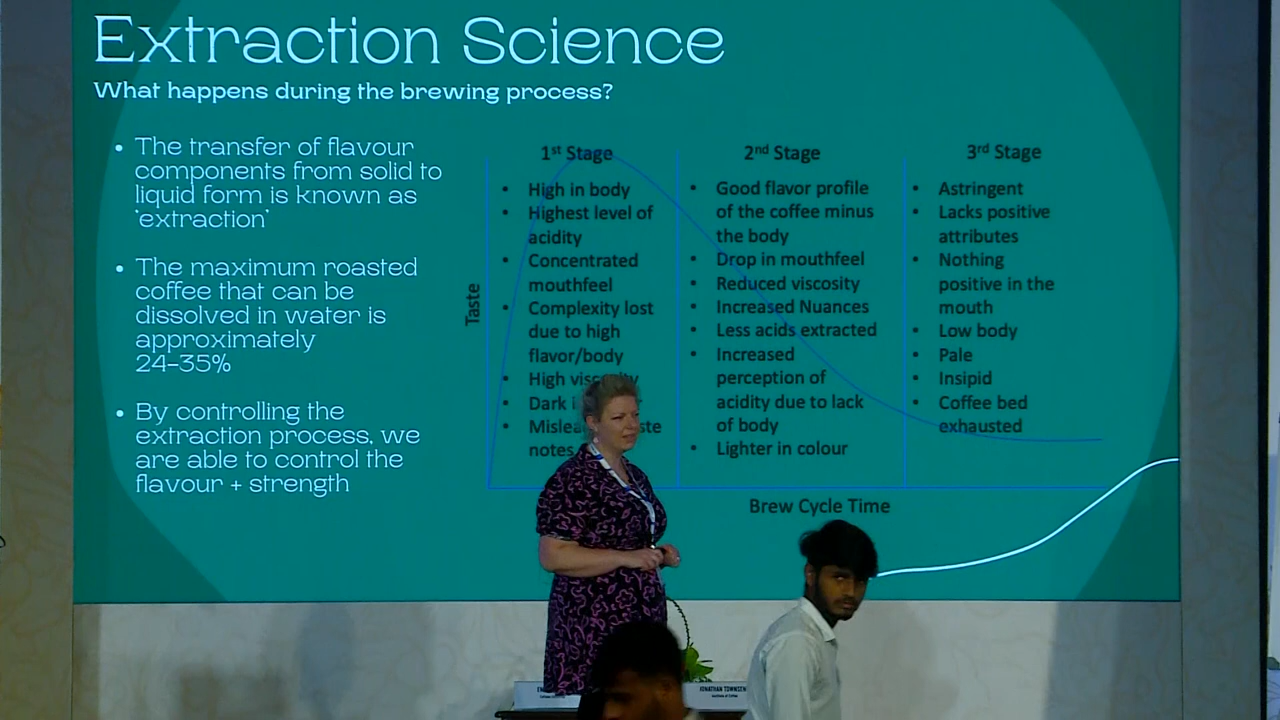 Extraction Science
What happens during the brewing process?
• The transfer of flavour
components from solid to
liquid form is known as
‘extraction’
• The maximum roasted
coffee that can be
dissolved in water is
approximately
24–35%
• By controlling the
extraction process, we
are able to control the
flavour + strength
Taste
1st Stage
• High in body
• Highest level of
acidity
• Concentrated
mouthfeel
• Complexity lost
due to high
flavor/body
• High
• Dark
notes
2nd Stage
• Good flavor profile
of the coffee minus
the body
• Drop in mouthfeel
• Reduced viscosity
• Increased Nuances
• Less acids extracted
• Increased
perception of
acidity due to lack
of body
• Lighter in colour
3rd Stage
• Astringent
• Lacks positive
attributes
• Nothing
positive in the
mouth
• Low body
• Pale
• Insipid
• Coffee bed
exhausted
Brew Cycle Time
JONATHAN